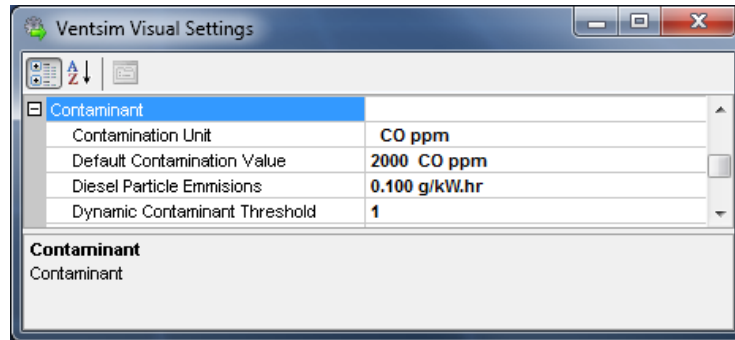 Ventsim Visual Settings
Contaminant
Contamination Unit CO ppm
Default Contamination Value 2000 CO ppm
Diesel Particle Emmisions 0.100 g/kW.hr
Dynamic Contaminant Threshold 1
Contaminant
Contaminant